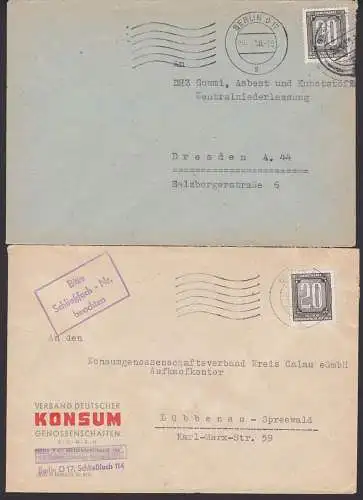 BERLIN O 17
20
An
DHZ Gummi, Asbest und Kunststoffe
Zentralniederlassung
Dresden A 44
Salzburgerstraße 6
Bitte
Schließfach - Nr.
beachten
20
An den
Konsumgenossenschaftsverband Kreis Calau eGmbH
Aufkaufkontor
VERBAND DEUTSCHER
KONSUM
GENOSSENSCHAFTEN
Lübbenau - Spreewald
Karl-Marx-Str. 59
Berlin O 17, Schließfach 114